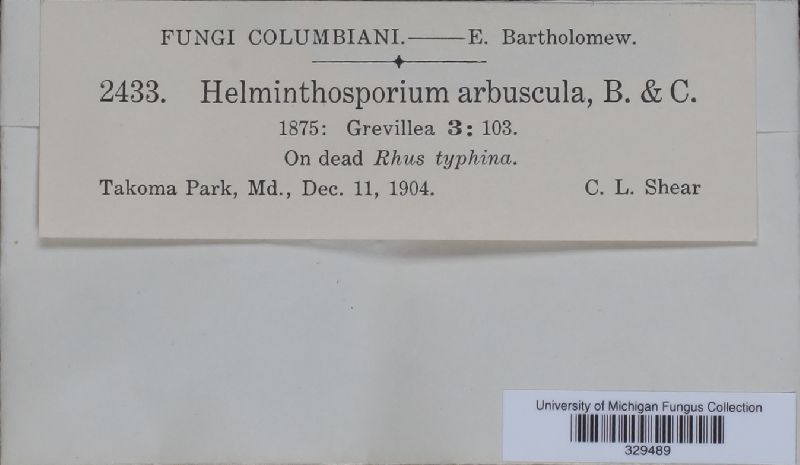 FUNGI COLUMBIANI.——E. Bartholomew.
2433. Helminthosporium arbuscula, B. & C.
1875: Grevillea 3: 103.
On dead Rhus typhina.
Takoma Park, Md., Dec. 11, 1904. C. L. Shear
University of Michigan Fungus Collection
329489